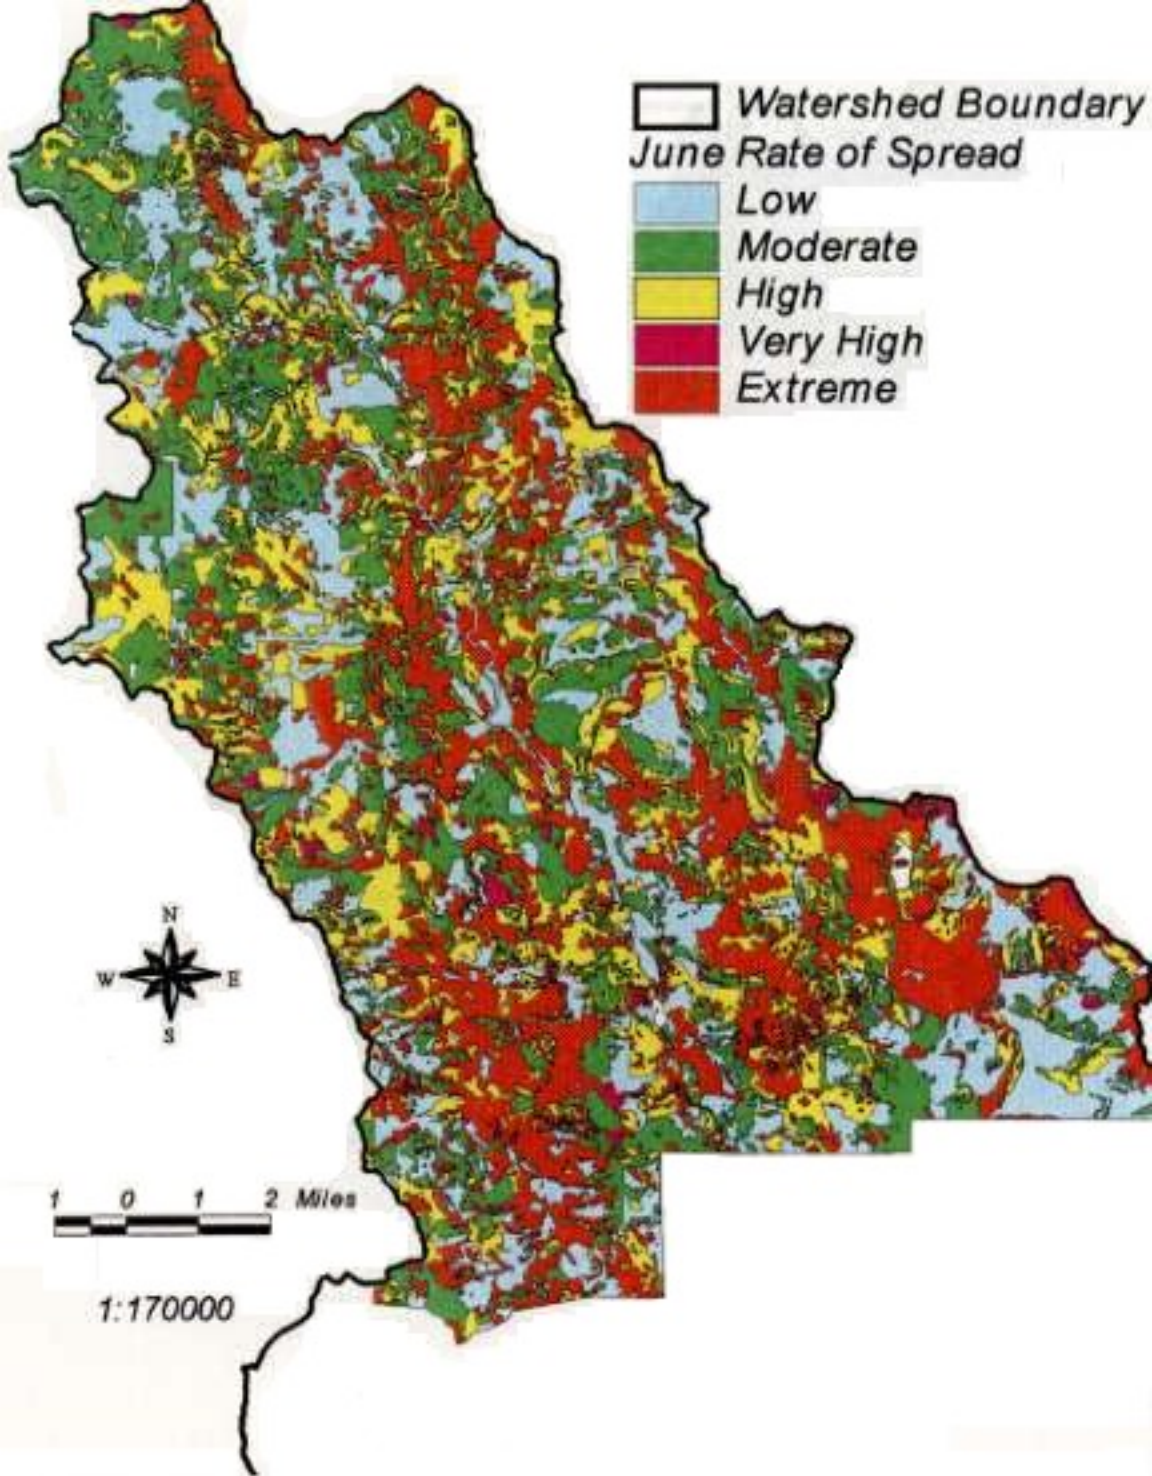 Watershed Boundary
June Rate of Spread
Low
Moderate
High
Very High
Extreme
N
W E
S
1 0 1 2 Miles
1:170000